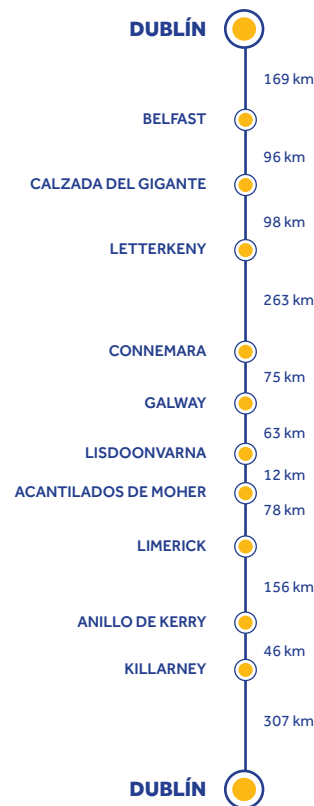 DUBLÍN
169 km
BELFAST
96 km
CALZADA DEL GIGANTE
98 km
LETTERKENY
263 km
CONNEMARA
75 km
GALWAY
63 km
LISDOONVARNA
12 km
ACANTILADOS DE MOHER
78 km
LIMERICK
156 km
ANILLO DE KERRY
46 km
KILLARNEY
307 km
DUBLÍN